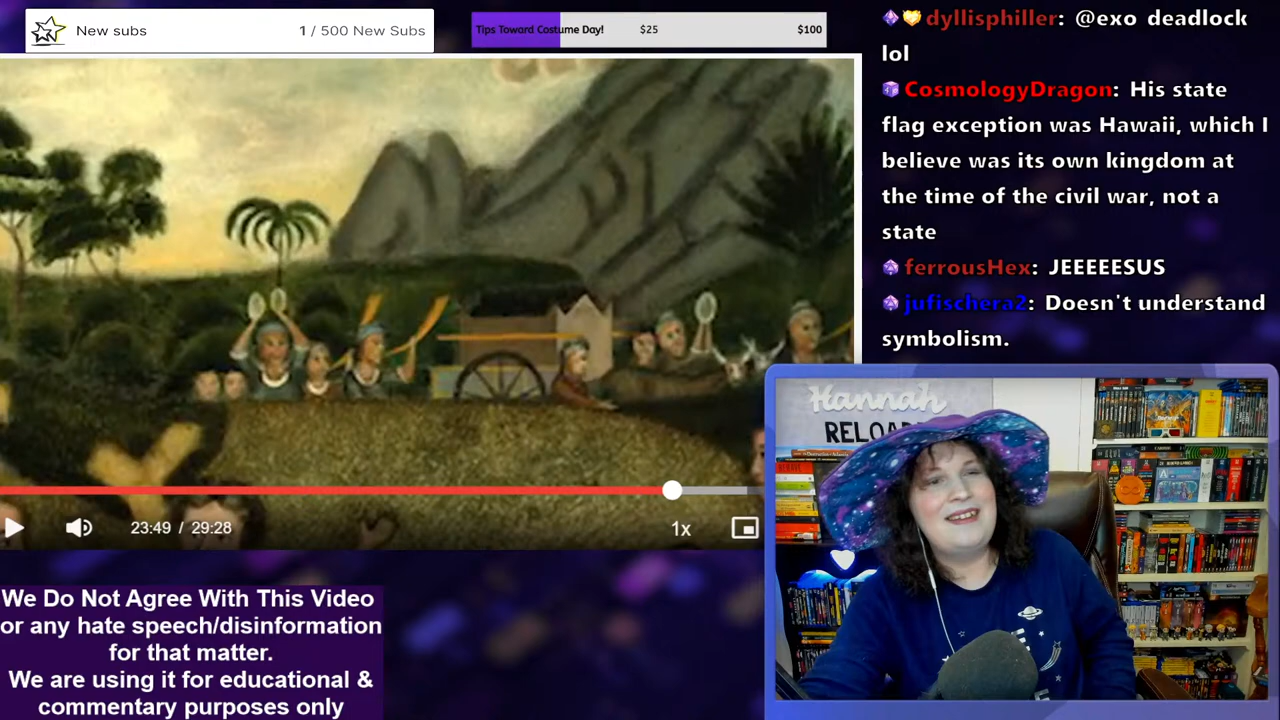 New subs
1 / 500 New Subs
Tips Toward Costume Day!
$25
$100
dyllisphiller: @exo deadlock
lol
CosmologyDragon: His state
flag exception was Hawaii, which I
believe was its own kingdom at
the time of the civil war, not a
state
ferrousHex: JEEEEESUS
jufischera2: Doesn't understand
symbolism.
Hannah
RELOA
23:49 / 29:28
1x
We Do Not Agree With This Video
or any hate speech/disinformation
for that matter.
We are using it for educational &
commentary purposes only